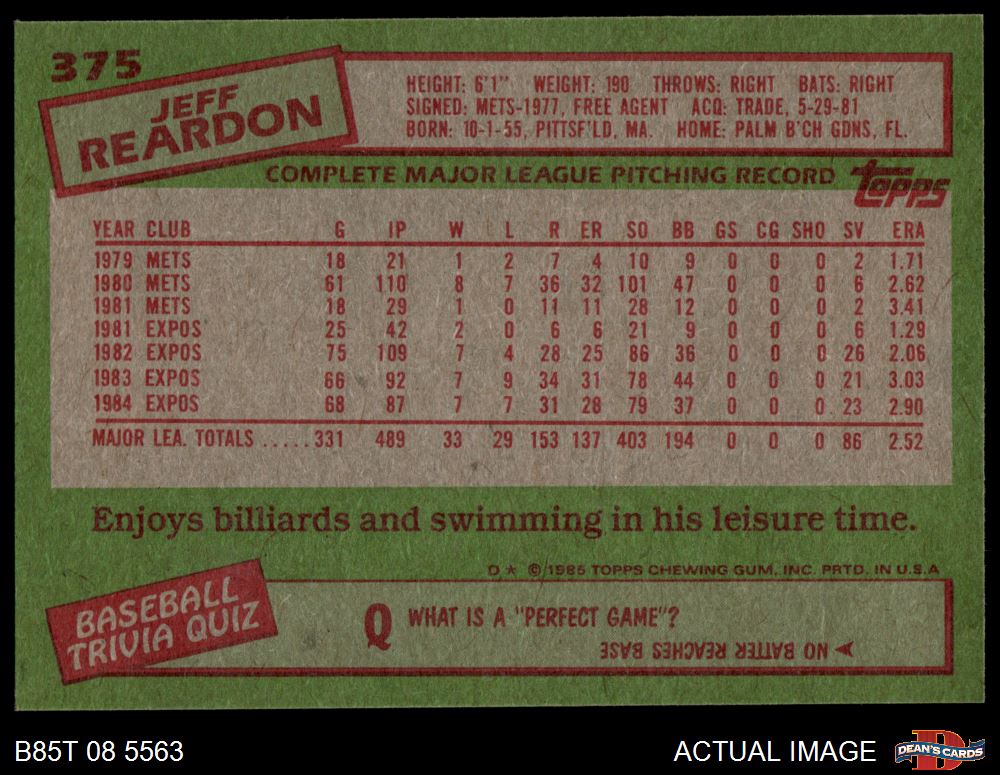 375
JEFF
REARDON
HEIGHT: 6'1" WEIGHT: 190 THROWS: RIGHT BATS: RIGHT
SIGNED: METS-1977, FREE AGENT ACQ: TRADE, 5-29-81
BORN: 10-1-55, PITTSF'LD, MA. HOME: PALM B'CH GDNS, FL.
COMPLETE MAJOR LEAGUE PITCHING RECORD topps
YEAR CLUB G IP W L R ER SO BB GS CG SHO SV ERA
1979 METS 18 21 1 2 7 4 10 9 0 0 0 2 1.71
1980 METS 61 110 8 7 36 32 101 47 0 0 0 6 2.62
1981 METS 18 29 1 0 11 11 28 12 0 0 0 2 3.41
1981 EXPOS 25 42 2 0 6 6 21 9 0 0 0 6 1.29
1982 EXPOS 75 109 7 4 28 25 86 36 0 0 0 26 2.06
1983 EXPOS 66 92 7 9 34 31 78 44 0 0 0 21 3.03
1984 EXPOS 68 87 7 7 31 28 79 37 0 0 0 23 2.90
MAJOR LEA. TOTALS .....331 489 33 29 153 137 403 194 0 0 0 86 2.52
Enjoys billiards and swimming in his leisure time.
D * © 1985 TOPPS CHEWING GUM, INC. PRTD. IN U.S.A
BASEBALL
TRIVIA QUIZ
Q WHAT IS A "PERFECT GAME"?
NO BATTER REACHES BASE
B85T 08 5563
ACTUAL IMAGE
DEAN'S CARDS